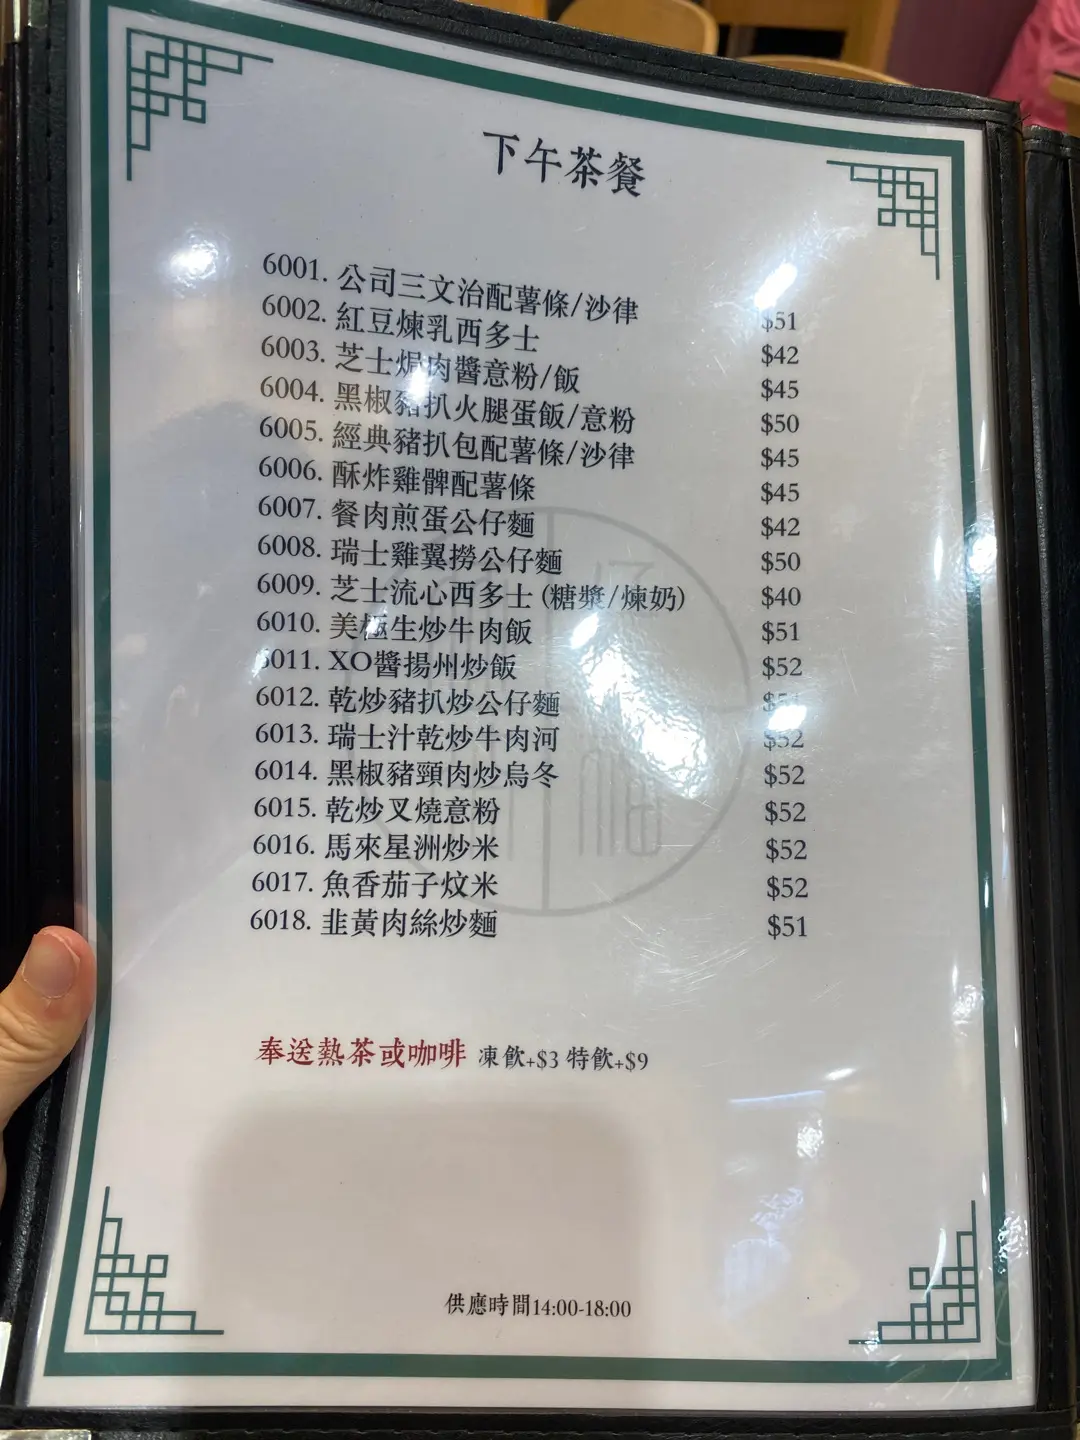 下午茶餐
6001. 公司三文治配薯條/沙律 $51
6002. 紅豆煉乳西多士 $42
6003. 芝士焗肉醬意粉/飯 $45
6004. 黑椒豬扒火腿蛋飯/意粉 $50
6005. 經典豬扒包配薯條/沙律 $45
6006. 酥炸雞髀配薯條 $45
6007. 餐肉煎蛋公仔麵 $42
6008. 瑞士雞翼撈公仔麵 $50
6009. 芝士流心西多士 (糖漿/煉奶) $40
6010. 美極生炒牛肉飯 $51
6011. XO醬揚州炒飯 $52
6012. 乾炒豬扒炒公仔麵
6013. 瑞士汁乾炒牛肉河 $52
6014. 黑椒豬頸肉炒烏冬 $52
6015. 乾炒叉燒意粉 $52
6016. 馬來星洲炒米 $52
6017. 魚香茄子炆米 $52
6018. 韭黃肉絲炒麵 $51
奉送熱茶或咖啡 凍飲+$3 特飲+$9
供應時間14:00-18:00